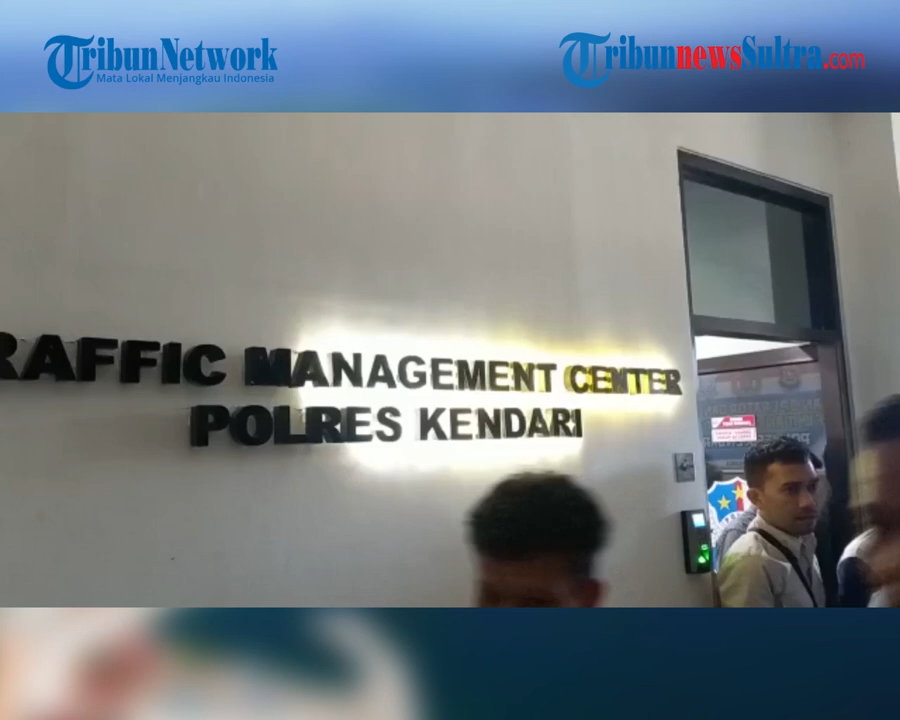 TribunNetwork
Mata Lokal Menjangkau Indonesia
TribunnewsSultra.com
RAFFIC MANAGEMENT CENTER
POLRES KENDARI